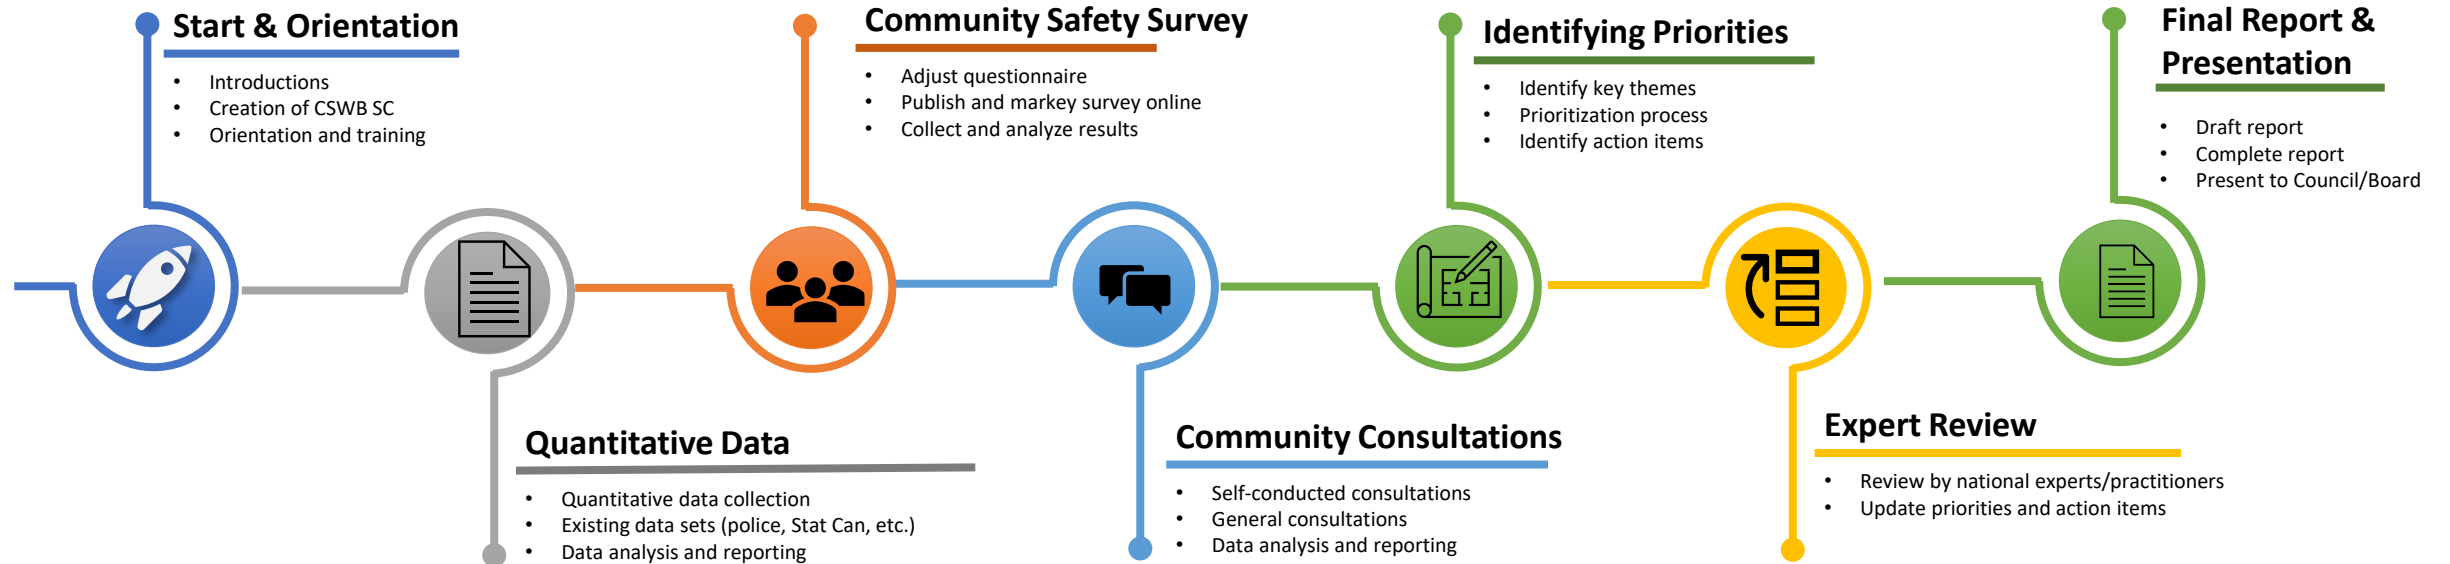 Start & Orientation
• Introductions
• Creation of CSWB SC
• Orientation and training
Quantitative Data
• Quantitative data collection
• Existing data sets (police, Stat Can, etc.)
• Data analysis and reporting
Community Safety Survey
• Adjust questionnaire
• Publish and markey survey online
• Collect and analyze results
Community Consultations
• Self-conducted consultations
• General consultations
• Data analysis and reporting
Identifying Priorities
• Identify key themes
• Prioritization process
• Identify action items
Expert Review
• Review by national experts/practitioners
• Update priorities and action items
Final Report &
Presentation
• Draft report
• Complete report
• Present to Council/Board